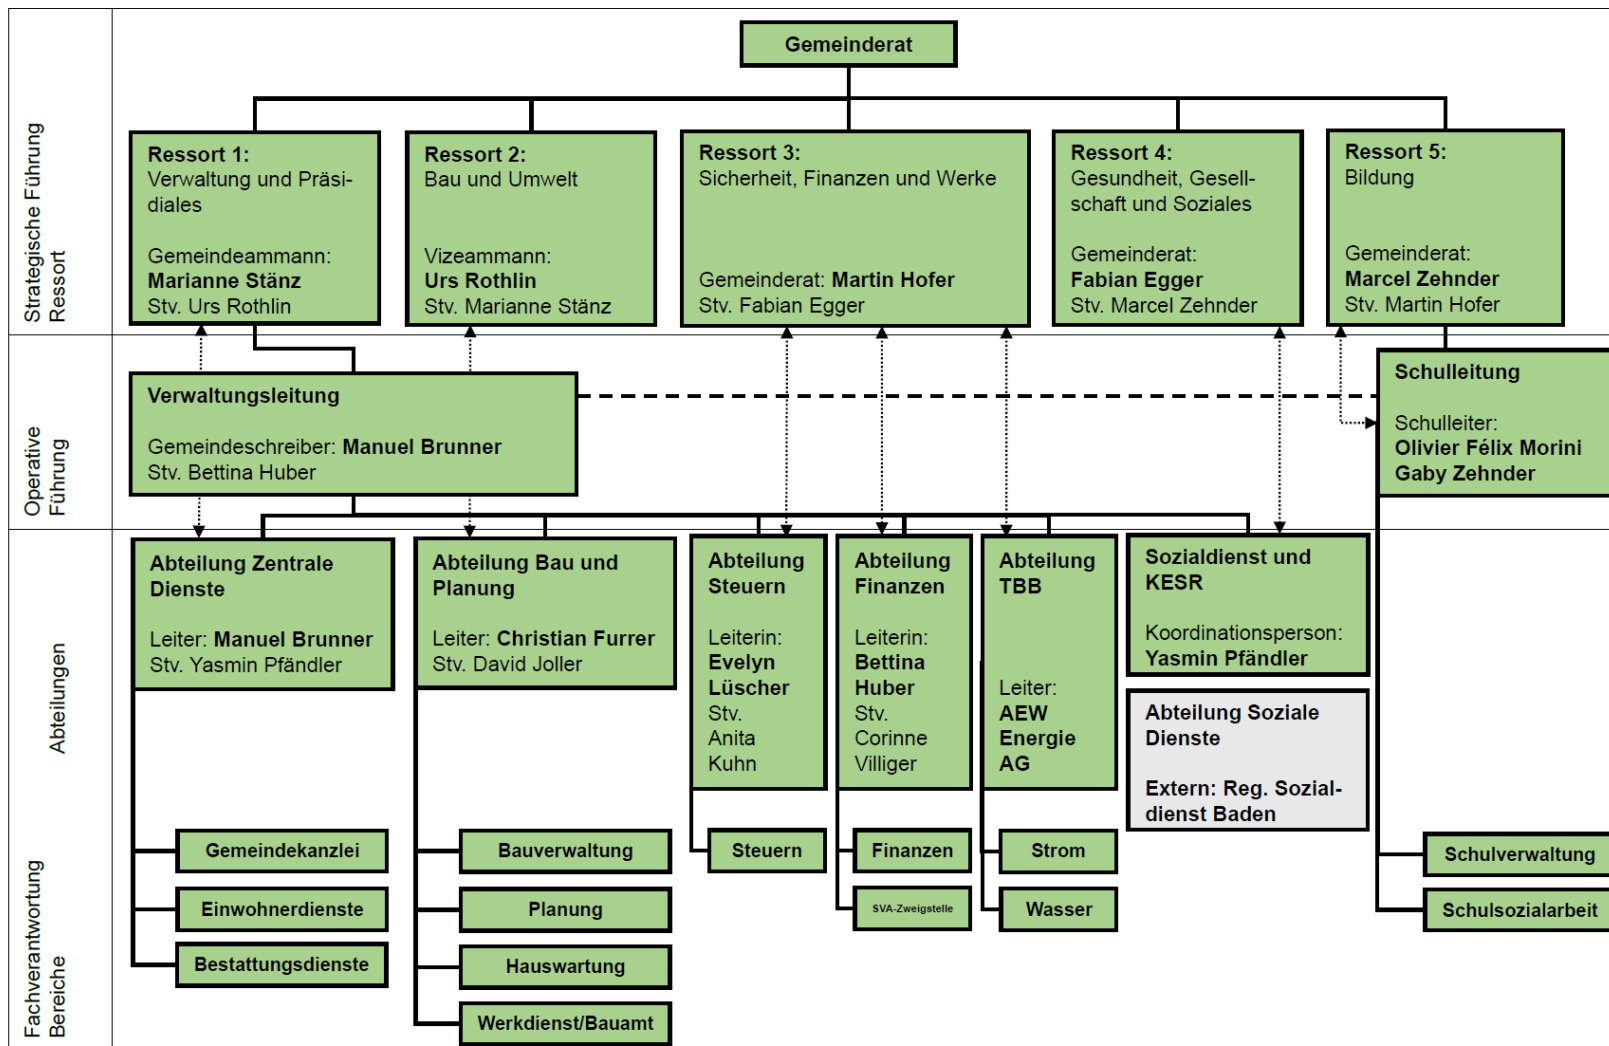 Gemeinderat
Strategische Führung
Ressort
Ressort 1:
Verwaltung und Präsi-
diales
Gemeindeammann:
Marianne Stänz
Stv. Urs Rothlin
Ressort 2:
Bau und Umwelt
Vizeammann:
Urs Rothlin
Stv. Marianne Stänz
Ressort 3:
Sicherheit, Finanzen und Werke
Gemeinderat: Martin Hofer
Stv. Fabian Egger
Ressort 4:
Gesundheit, Gesell-
schaft und Soziales
Gemeinderat:
Fabian Egger
Stv. Marcel Zehnder
Ressort 5:
Bildung
Gemeinderat:
Marcel Zehnder
Stv. Martin Hofer
Operative
Führung
Verwaltungsleitung
Gemeindeschreiber: Manuel Brunner
Stv. Bettina Huber
Schulleitung
Schulleiter:
Olivier Félix Morini
Gaby Zehnder
Abteilungen
Abteilung Zentrale
Dienste
Leiter: Manuel Brunner
Stv. Yasmin Pfändler
Abteilung Bau und
Planung
Leiter: Christian Furrer
Stv. David Joller
Abteilung
Steuern
Leiterin:
Evelyn
Lüscher
Stv.
Anita
Kuhn
Abteilung
Finanzen
Leiterin:
Bettina
Huber
Stv.
Corinne
Villiger
Abteilung
TBB
Leiter:
AEW
Energie
AG
Sozialdienst und
KESR
Koordinationsperson:
Yasmin Pfändler
Abteilung Soziale
Dienste
Extern: Reg. Sozial-
dienst Baden
Fachverantwortung
Bereiche
Gemeindekanzlei
Einwohnerdienste
Bestattungsdienste
Bauverwaltung
Planung
Hauswartung
Werkdienst/Bauamt
Steuern
Finanzen
SVA-Zweigstelle
Strom
Wasser
Schulverwaltung
Schulsozialarbeit